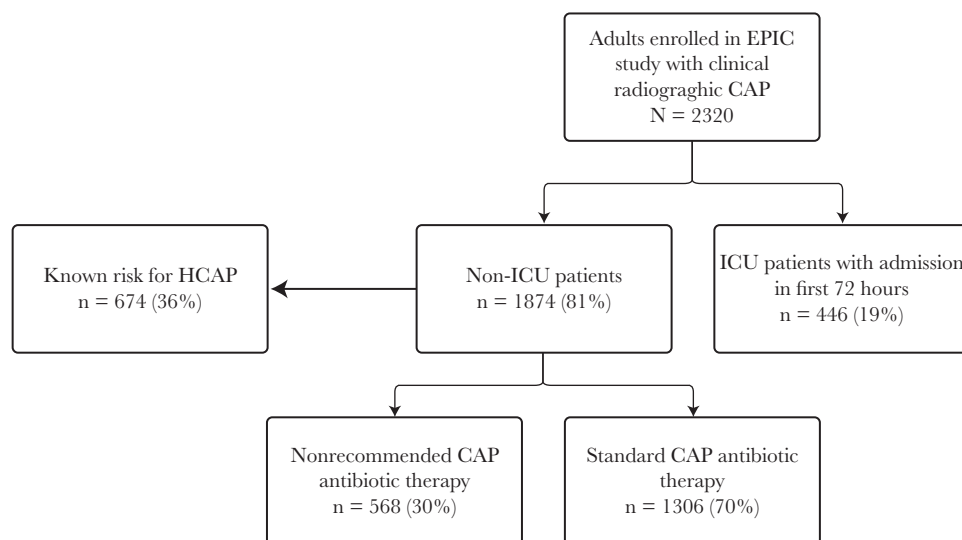 Adults enrolled in EPIC
study with clinical
radiograghic CAP
N = 2320
Known risk for HCAP
n = 674 (36%)
Non-ICU patients
n = 1874 (81%)
ICU patients with admission
in first 72 hours
n = 446 (19%)
Nonrecommended CAP
antibiotic therapy
n = 568 (30%)
Standard CAP antibiotic
therapy
n = 1306 (70%)